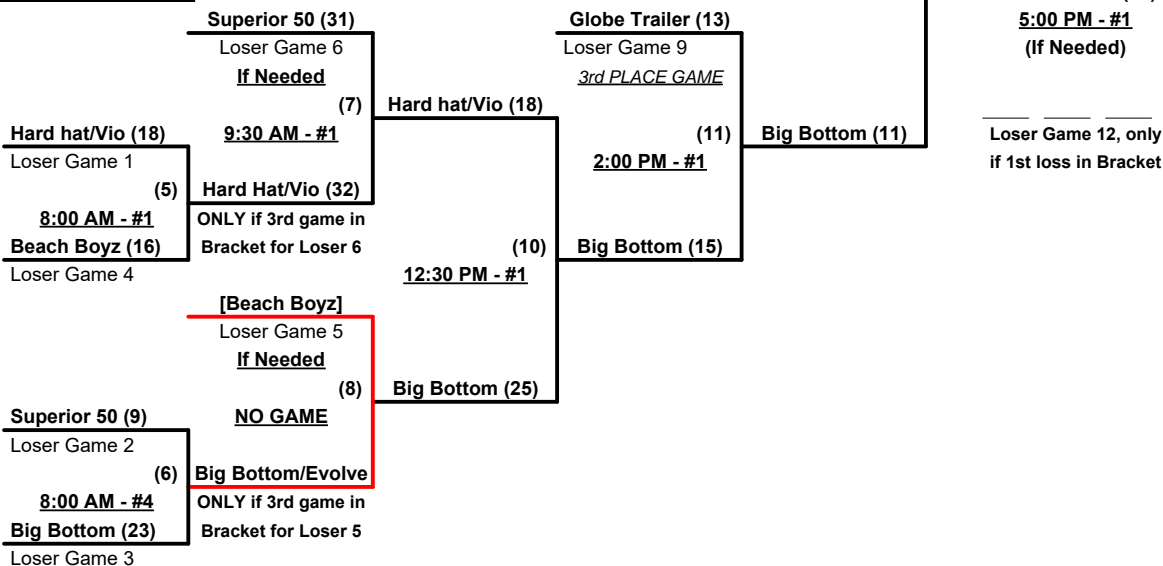 Superior 50 (31)
Loser Game 6
If Needed
(7)
9:30 AM - #1
Hard hat/Vio (18)
Loser Game 1
(5)
8:00 AM - #1
Beach Boyz (16)
Loser Game 4
Hard Hat/Vio (32)
ONLY if 3rd game in
Bracket for Loser 6
[Beach Boyz]
Loser Game 5
If Needed
(8)
NO GAME
Superior 50 (9)
Loser Game 2
(6)
8:00 AM - #4
Big Bottom (23)
Loser Game 3
Big Bottom/Evolve
ONLY if 3rd game in
Bracket for Loser 5
Hard hat/Vio (18)
(10)
12:30 PM - #1
Big Bottom (25)
Globe Trailer (13)
Loser Game 9
3rd PLACE GAME
(11)
2:00 PM - #1
Big Bottom (15)
Big Bottom (11)
5:00 PM - #1
(If Needed)
Loser Game 12, only
if 1st loss in Bracket